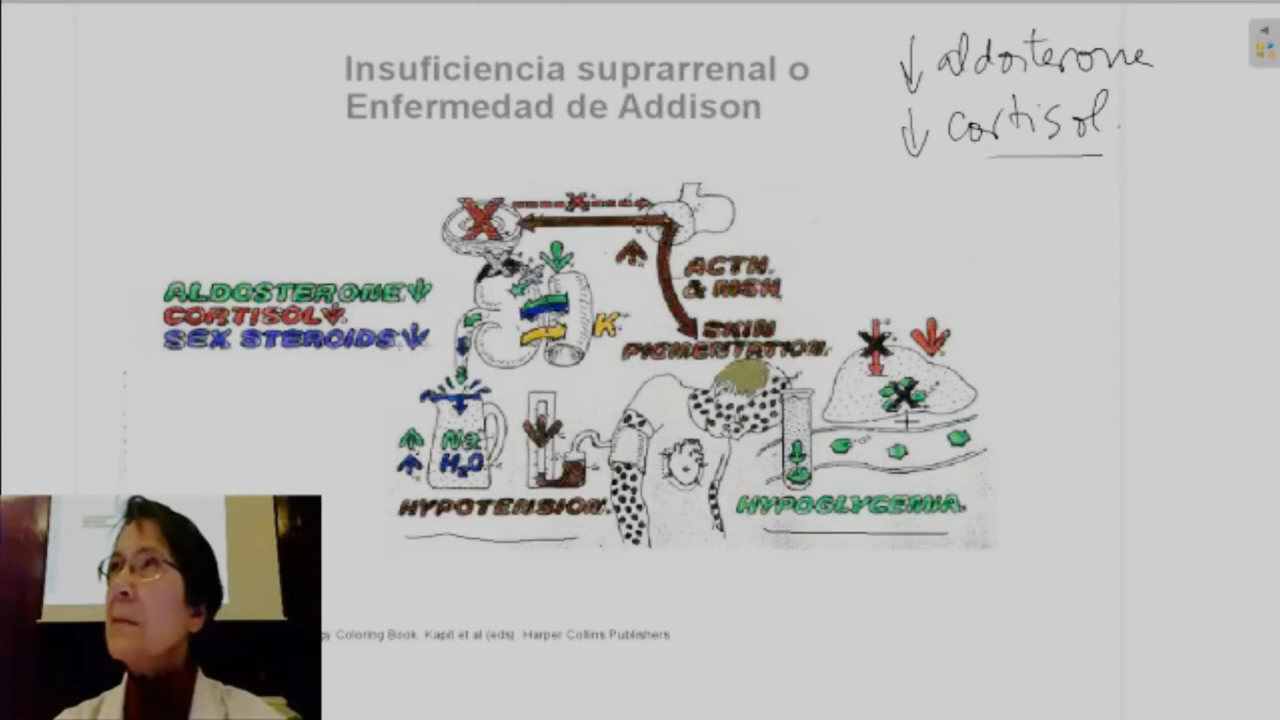 Insuficiencia suprarrenal o
Enfermedad de Addison
↓ aldosterone
↓ cortisol.
ACTH.
& MSH.
SKIN
PIGMENTATION.
ALDOSTERONE↓
CORTISOL↓.
SEX STEROIDS↓
K⁺
↑ Na
↑ H₂O
HYPOTENSION.
HYPOGLYCEMIA.
Coloring Book. Kapit et al (eds). Harper Collins Publishers